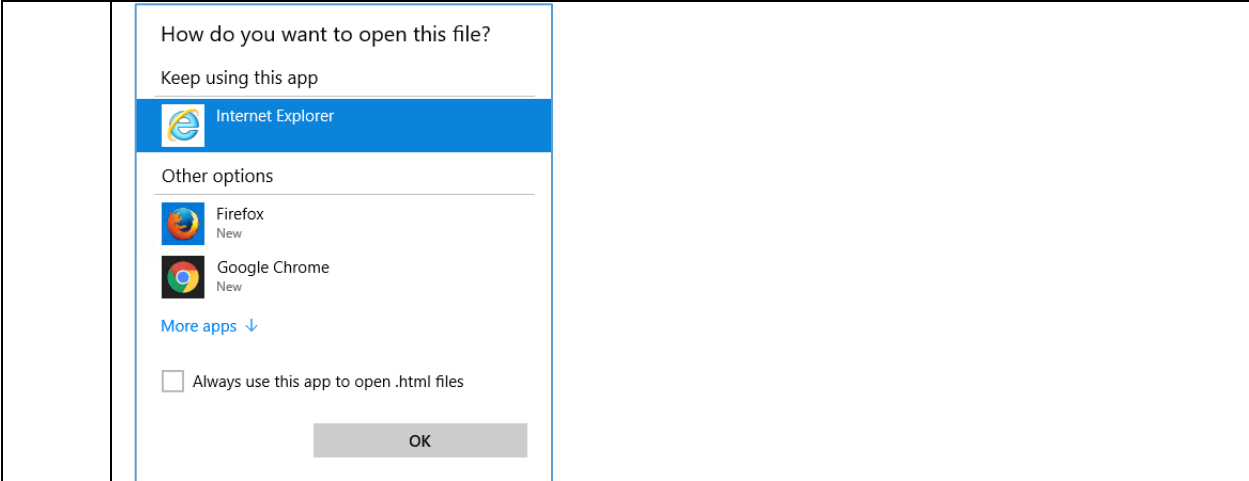 How do you want to open this file?
Keep using this app
Internet Explorer
Other options
Firefox
New
Google Chrome
New
More apps ↓
Always use this app to open .html files
OK